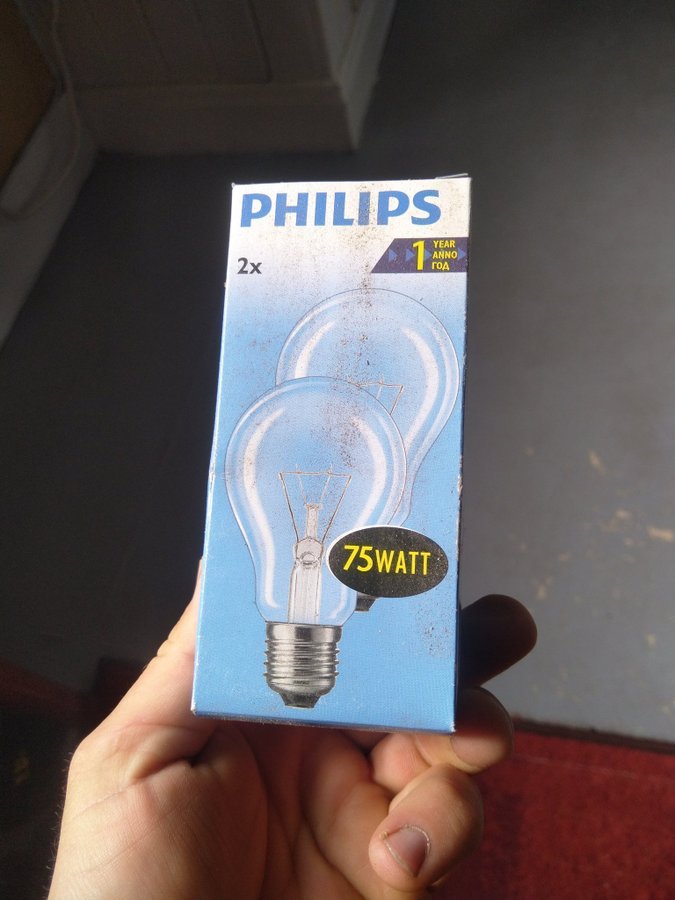 PHILIPS
2x
1 YEAR
ANNO
ГОД
75WATT